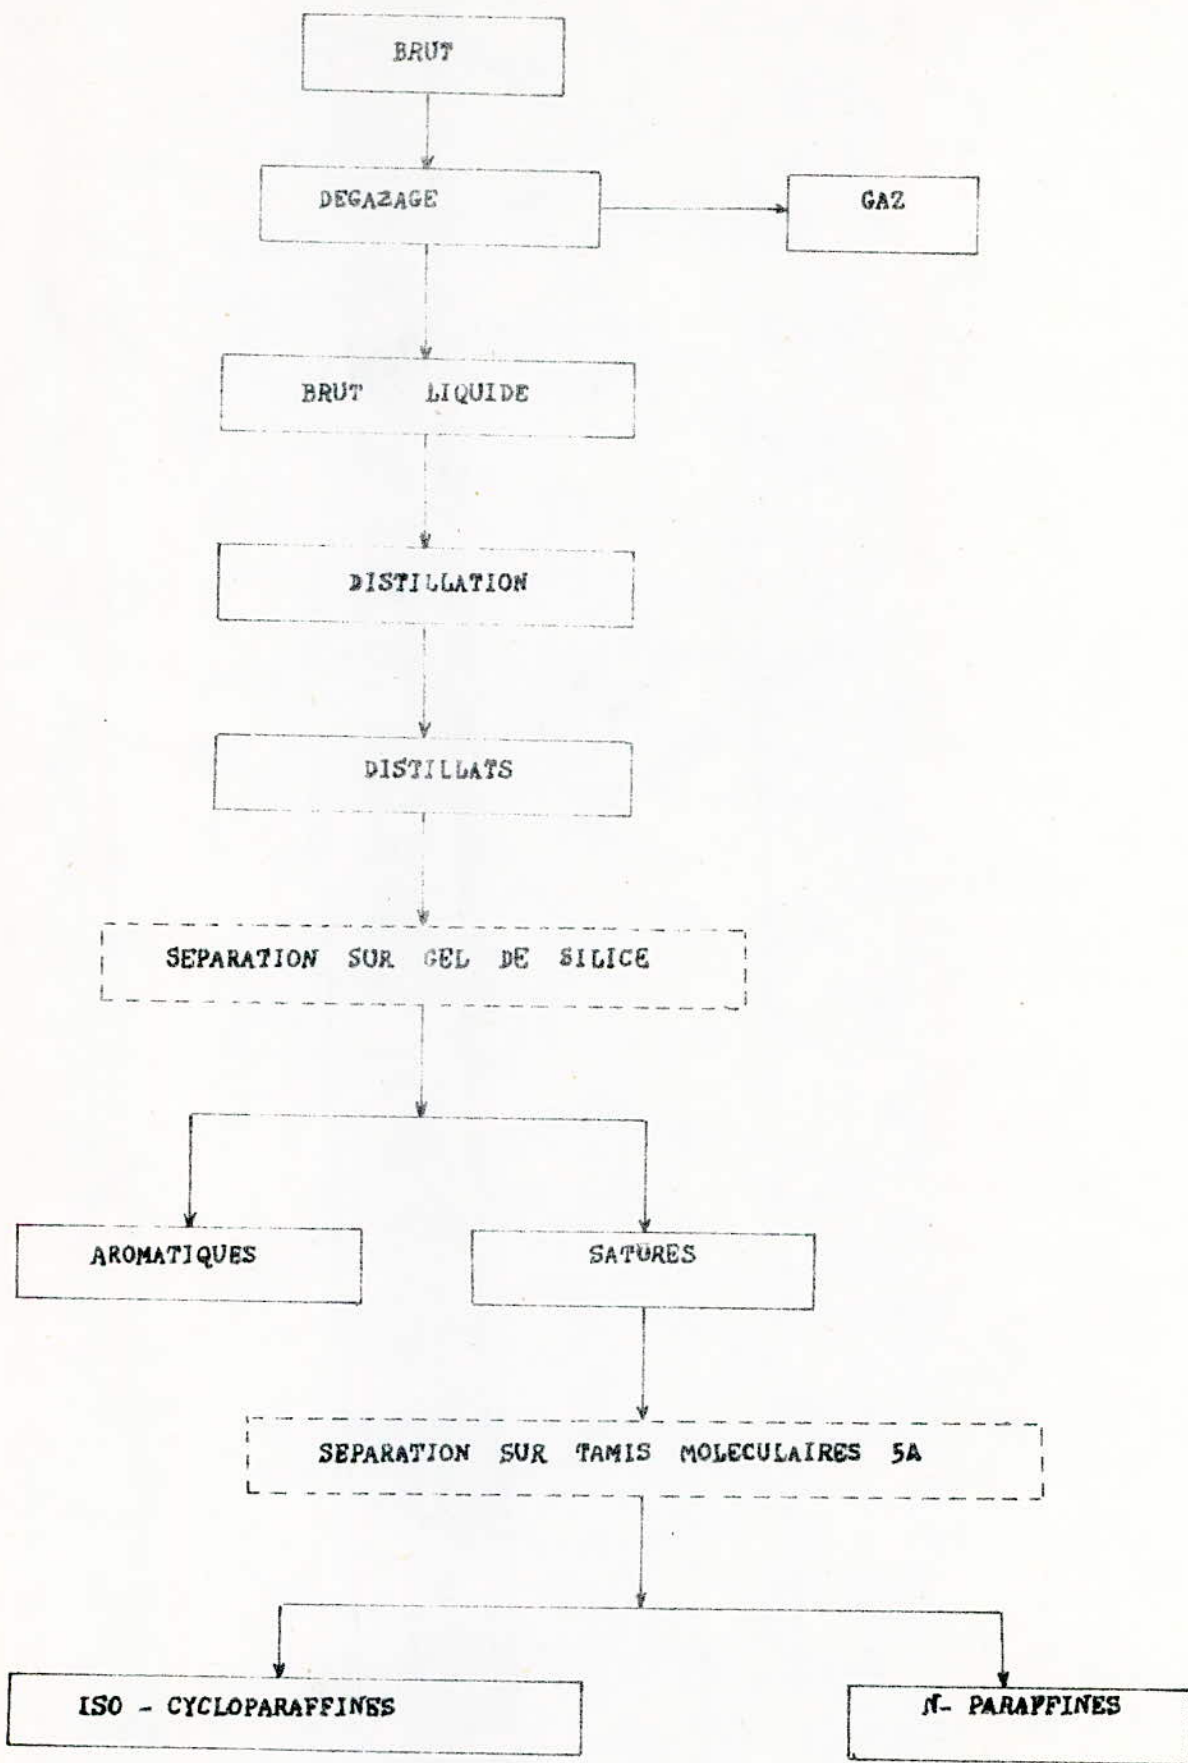 BRUT
DEGAZAGE
GAZ
BRUT LIQUIDE
DISTILLATION
DISTILLATS
SEPARATION SUR GEL DE SILICE
AROMATIQUES
SATURES
SEPARATION SUR TAMIS MOLECULAIRES 5A
ISO - CYCLOPARAFFINES
N- PARAFFINES